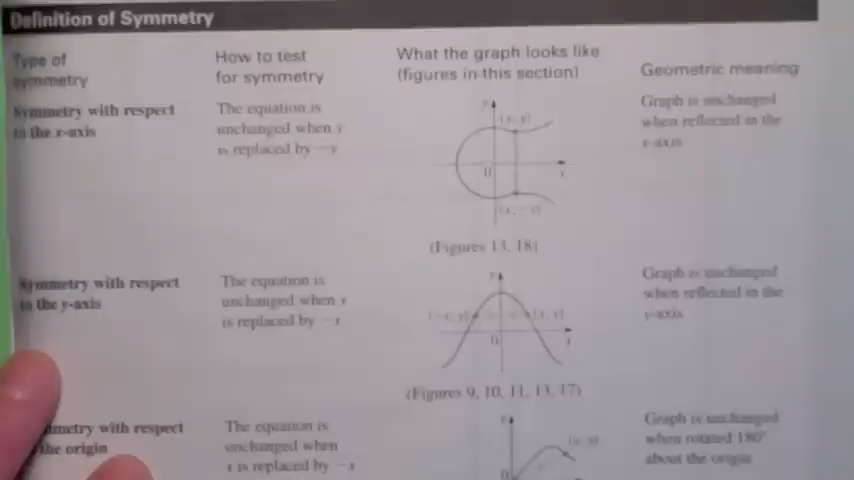 Definition of Symmetry
Type of symmetry
How to test for symmetry
What the graph looks like (figures in this section)
Geometric meaning
Symmetry with respect
to the x-axis
The equation is
unchanged when y
is replaced by −y
(x, y)
0
x
(x, −y)
(Figures 13, 18)
Graph is unchanged
when reflected in the
x-axis
Symmetry with respect
to the y-axis
The equation is
unchanged when x
is replaced by −x
y
(−x, y)
(x, y)
0
x
(Figures 9, 10, 11, 13, 17)
Graph is unchanged
when reflected in the
y-axis
metry with respect
the origin
The equation is
unchanged when
x is replaced by −x
y
(x, y)
0
Graph is unchanged
when rotated 180°
about the origin